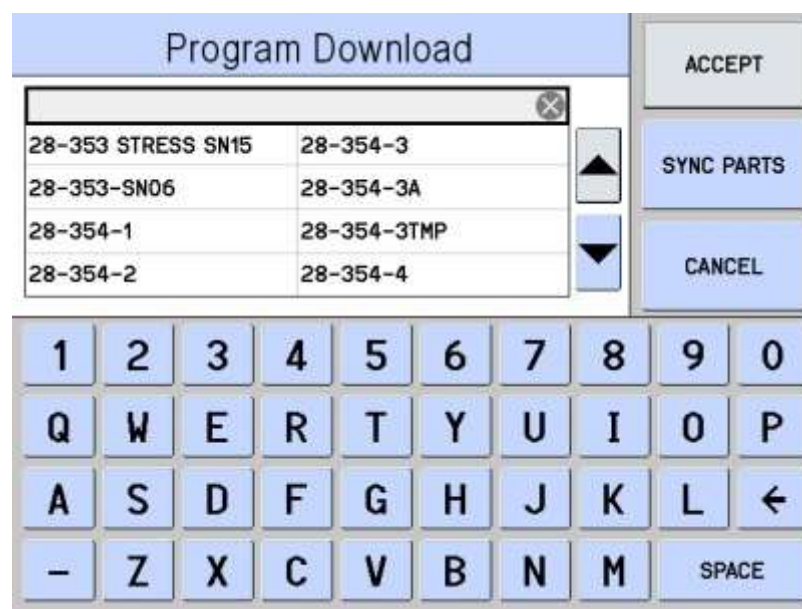 Program Download
ACCEPT
28-353 STRESS SN15 28-354-3
28-353-SN06 28-354-3A
SYNC PARTS
28-354-1 28-354-3TMP
28-354-2 28-354-4
CANCEL
1 2 3 4 5 6 7 8 9 0
Q W E R T Y U I O P
A S D F G H J K L ←
- Z X C V B N M SPACE